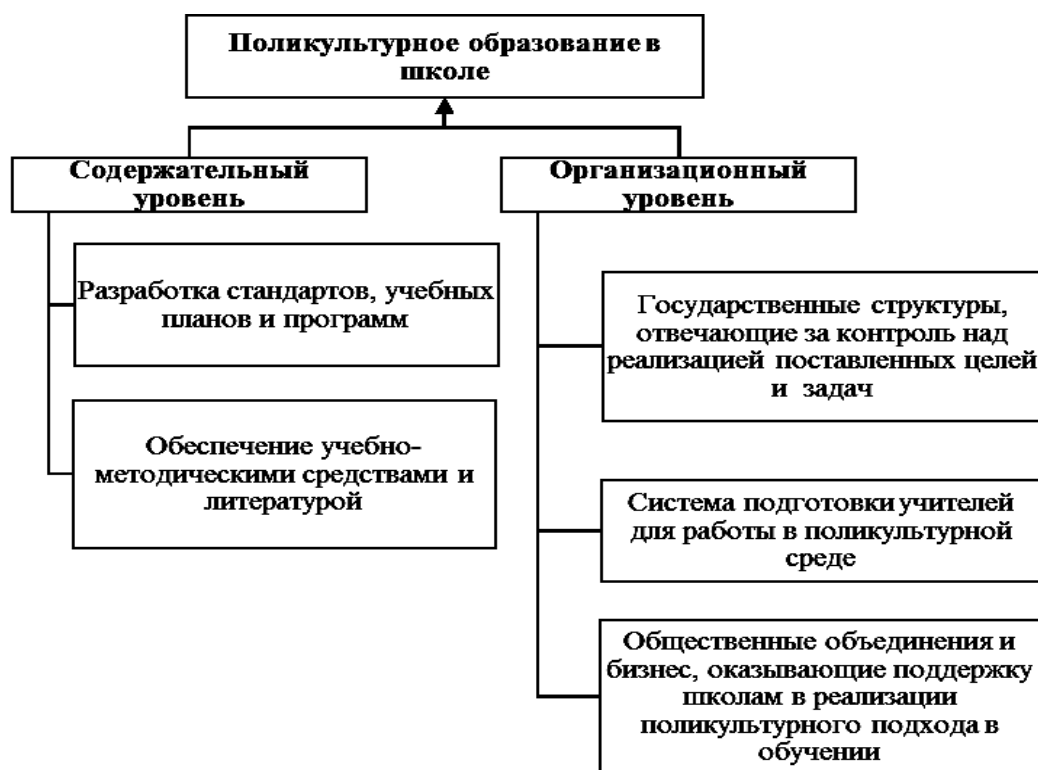 Поликультурное образование в
школе
Содержательный
уровень
Организационный
уровень
Разработка стандартов, учебных
планов и программ
Обеспечение учебно-
методическими средствами и
литературой
Государственные структуры,
отвечающие за контроль над
реализацией поставленных целей
и задач
Система подготовки учителей
для работы в поликультурной
среде
Общественные объединения и
бизнес, оказывающие поддержку
школам в реализации
поликультурного подхода в
обучении